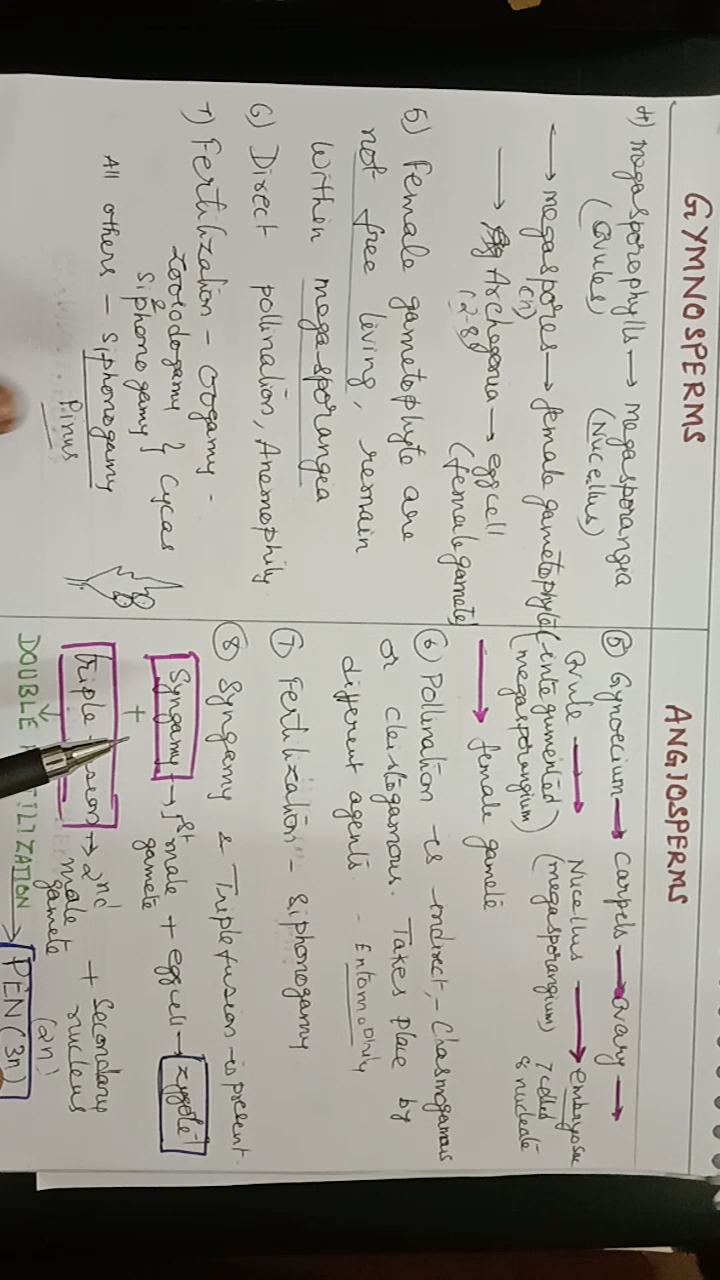 GYMNOSPERMS
4) Megasporophylls → megasporangia
(Ovules) (Nucellus)
→ megaspores → female gametophyte
(n)
→ Archegonia → egg cell
(2-8) (female gamete)
5) Female gametophyte are
not free living, remain
within megasporangia
6) Direct pollination, Anemophily.
7) Fertilization - oogamy -
zooidogamy } Cycas
&
siphonogamy
All others - Siphonogamy
Pinus
ANGIOSPERMS
⑤ Gynoecium → carpels → ovary →
Ovule → Nucellus → embryosac
(integumented (megasporangium) 7 celled
megasporangium) 8 nucleate
→ female gamete
⑥ Pollination is indirect, - Chasmogamous
or cleistogamous. Takes place by
different agents. - Entomophily
⑦ Fertilization - Siphonogamy
⑧ Syngamy & Triple fusion is present.
Syngamy → 1st male + egg cell → zygote
gamete
+
Triple → 2nd + Secondary
male nucleus
gamete (2n)
DOUBLE → PEN (3n)